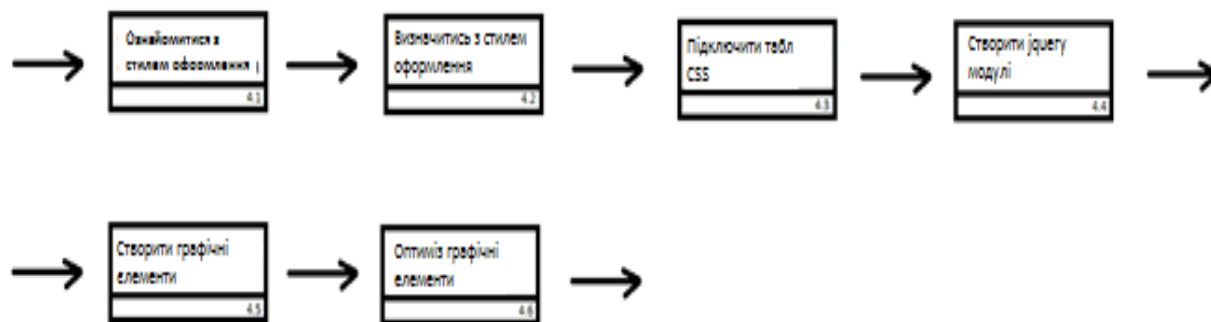 Ознайомитися з
стилем оформлення
4.1
Визначитись з стилем
оформлення
4.2
Підключити табл
CSS
4.3
Створити jquery
модулі
4.4
Створити графічні
елементи
4.5
Оптиміз графічні
елементи
4.6